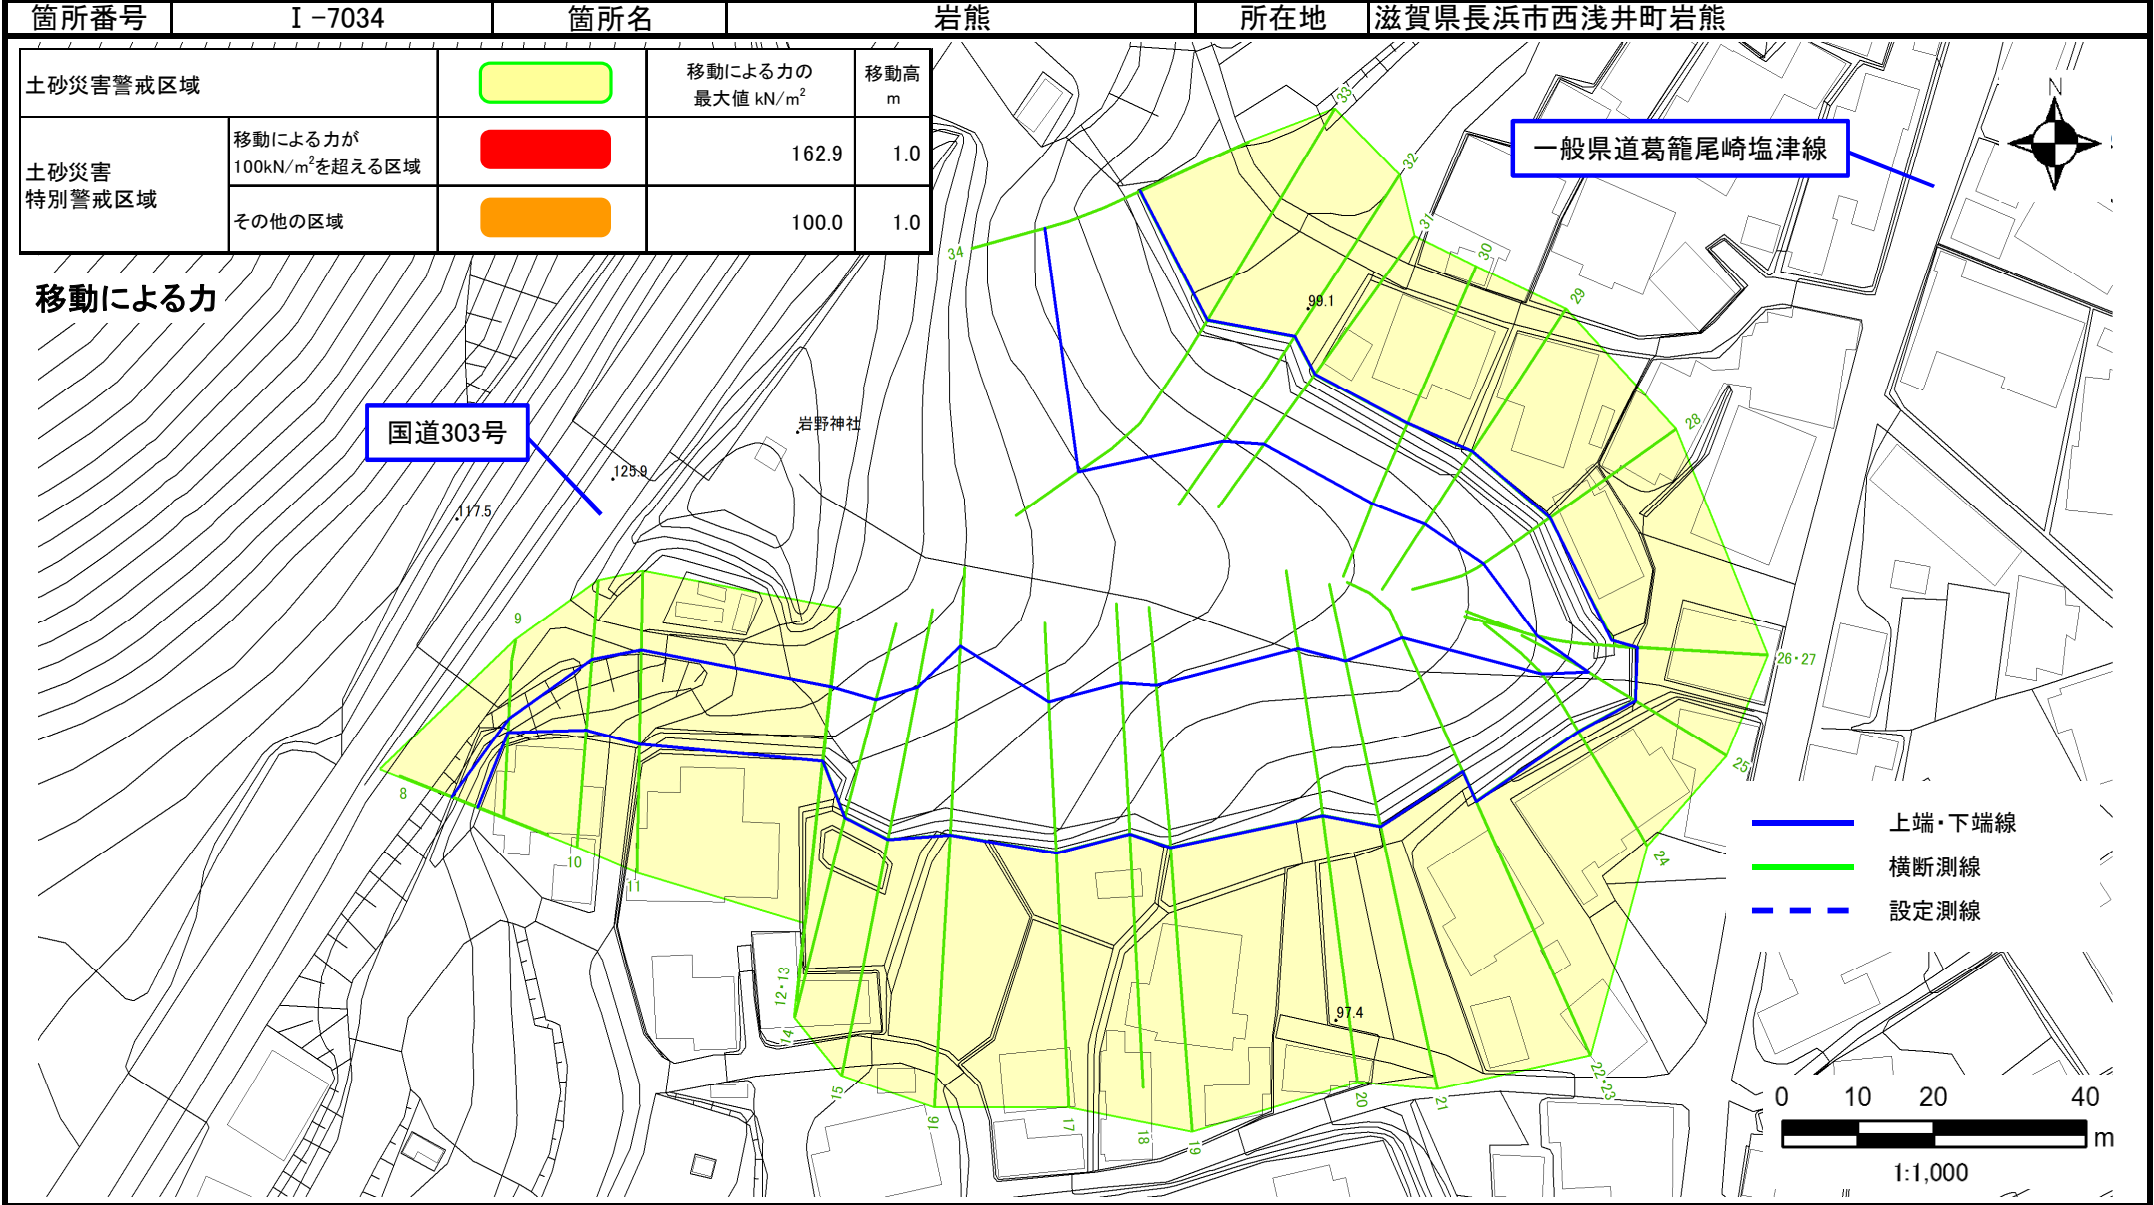 箇所番号 Ⅰ-7034 箇所名 岩熊 所在地 滋賀県長浜市西浅井町岩熊
土砂災害警戒区域
移動による力の
最大値 kN/m²
移動高
m
土砂災害
特別警戒区域
移動による力が
100kN/m²を超える区域
162.9 1.0
その他の区域
100.0 1.0
移動による力
一般県道葛籠尾崎塩津線
国道303号
岩野神社
125.9
117.5
99.1
97.4
N
33
32
31
30
29
28
34
26・27
25
24
22・23
21
20
19
18
17
16
15
14
12・13
11
10
9
8
上端・下端線
横断測線
設定測線
0 10 20 40
m
1:1,000